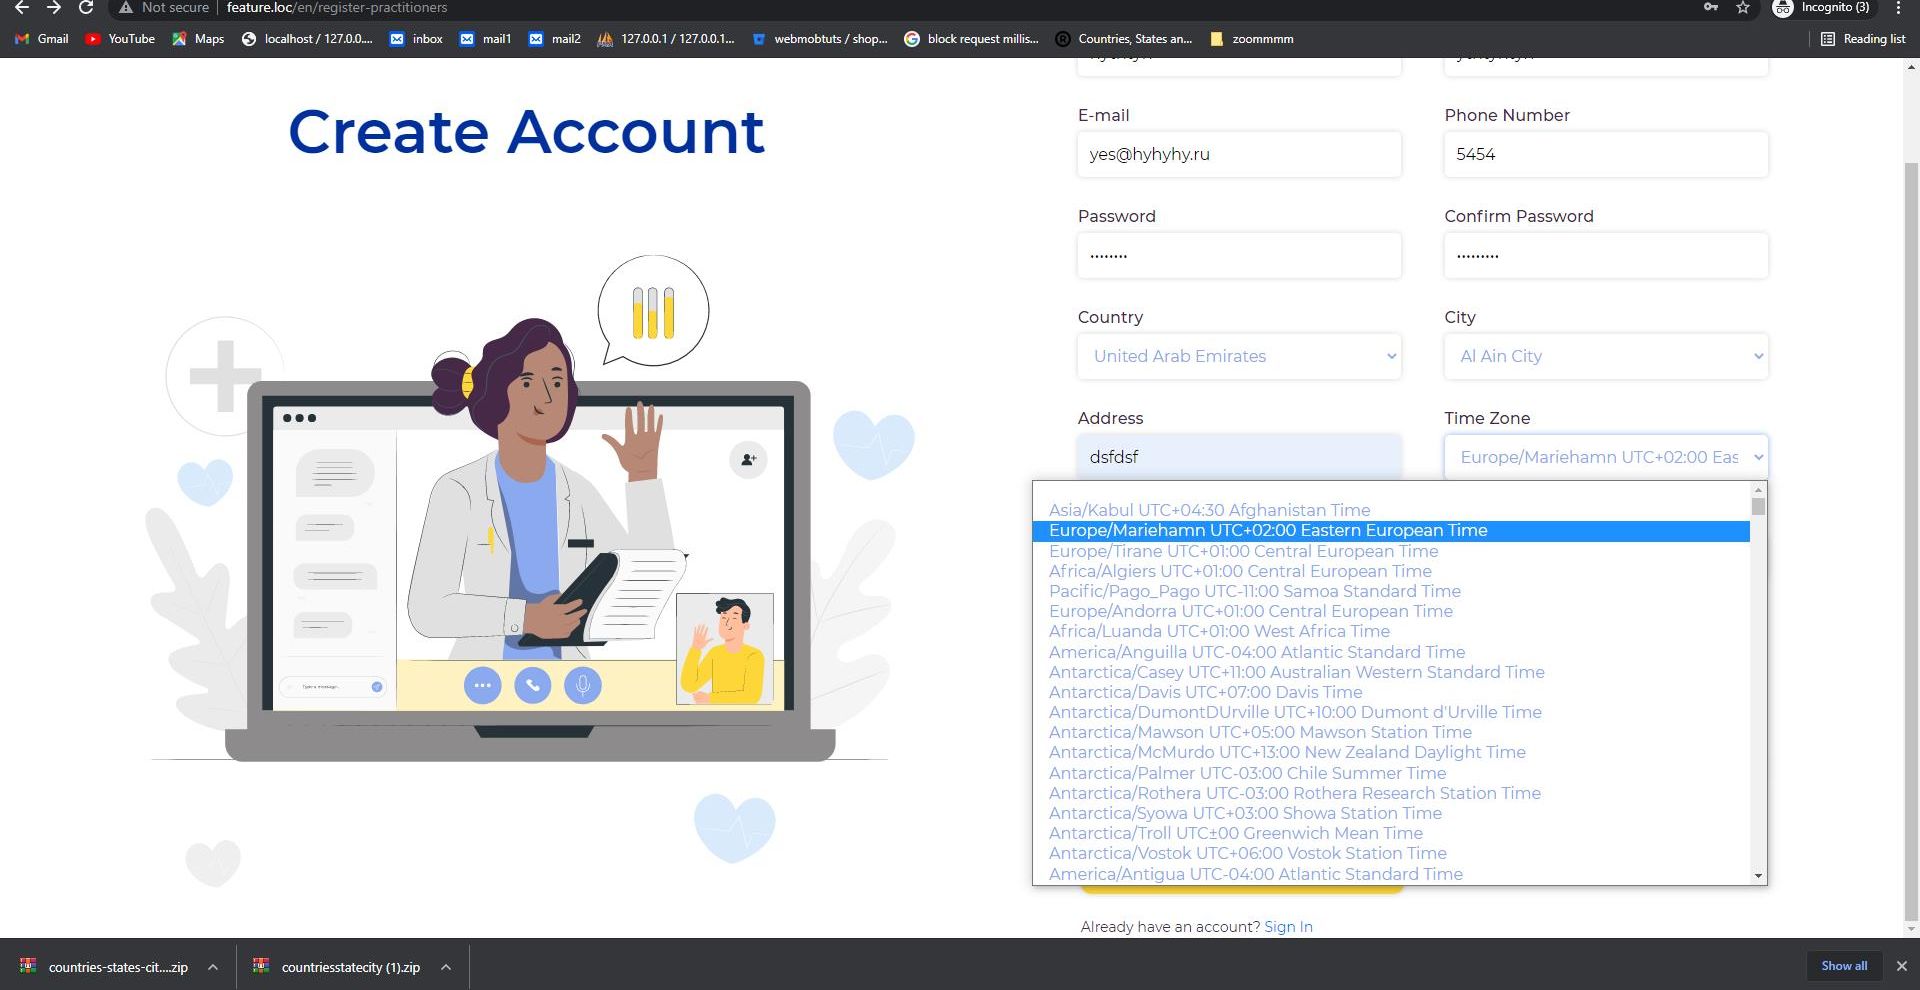 Not secure feature.loc/en/register-practitioners
Incognito (3)
Gmail YouTube Maps localhost / 127.0.0.... inbox mail1 mail2 127.0.0.1 / 127.0.0.1... webmobtuts / shop... block request millis... Countries, States an... zoommmm Reading list
Create Account
E-mail Phone Number
yes@hyhyhy.ru 5454
Password Confirm Password
Country City
United Arab Emirates Al Ain City
Address Time Zone
dsfdsf Europe/Mariehamn UTC+02:00 Eas
Asia/Kabul UTC+04:30 Afghanistan Time
Europe/Mariehamn UTC+02:00 Eastern European Time
Europe/Tirane UTC+01:00 Central European Time
Africa/Algiers UTC+01:00 Central European Time
Pacific/Pago_Pago UTC-11:00 Samoa Standard Time
Europe/Andorra UTC+01:00 Central European Time
Africa/Luanda UTC+01:00 West Africa Time
America/Anguilla UTC-04:00 Atlantic Standard Time
Antarctica/Casey UTC+11:00 Australian Western Standard Time
Antarctica/Davis UTC+07:00 Davis Time
Antarctica/DumontDUrville UTC+10:00 Dumont d'Urville Time
Antarctica/Mawson UTC+05:00 Mawson Station Time
Antarctica/McMurdo UTC+13:00 New Zealand Daylight Time
Antarctica/Palmer UTC-03:00 Chile Summer Time
Antarctica/Rothera UTC-03:00 Rothera Research Station Time
Antarctica/Syowa UTC+03:00 Showa Station Time
Antarctica/Troll UTC±00 Greenwich Mean Time
Antarctica/Vostok UTC+06:00 Vostok Station Time
America/Antigua UTC-04:00 Atlantic Standard Time
Already have an account? Sign In
countries-states-cit....zip countriesstatecity (1).zip Show all